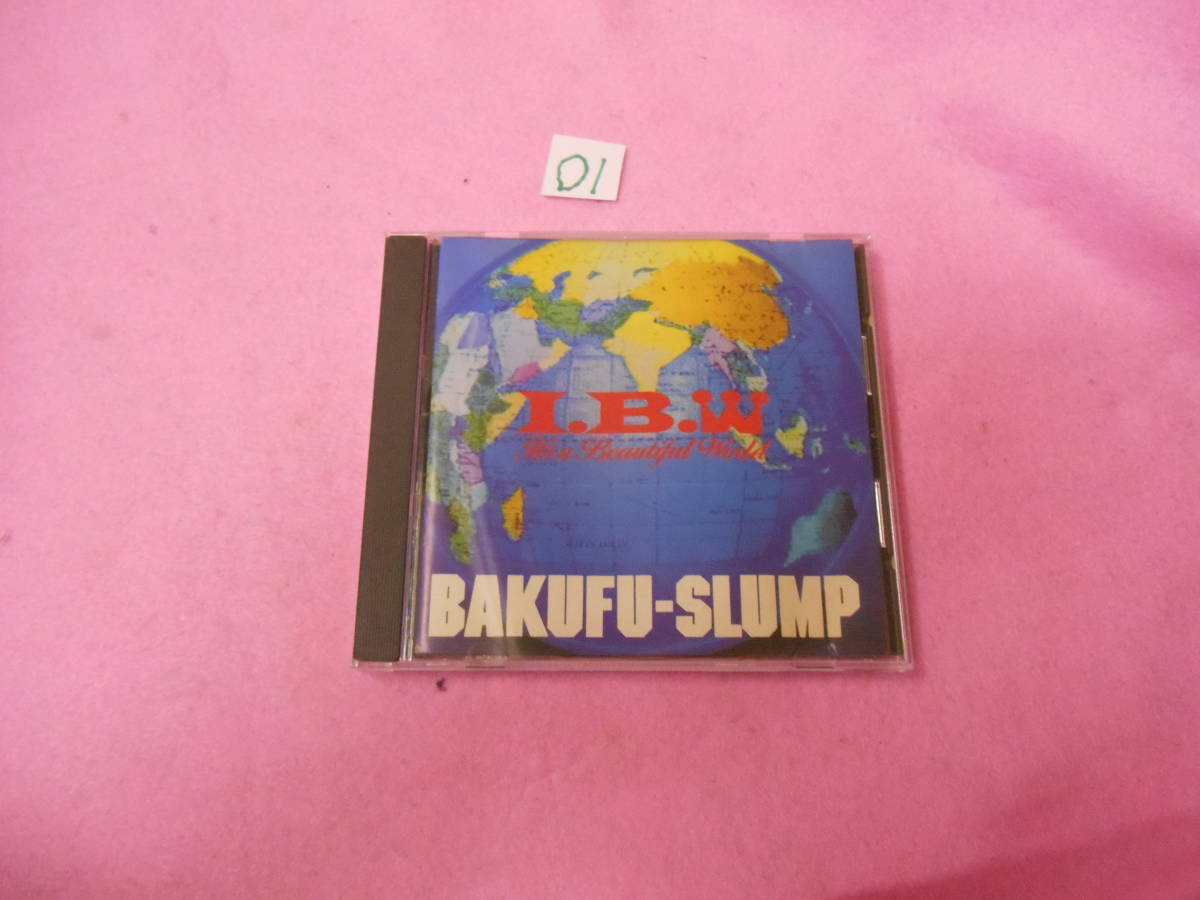 01
I.B.W
It's a Beautiful World
BAKUFU-SLUMP